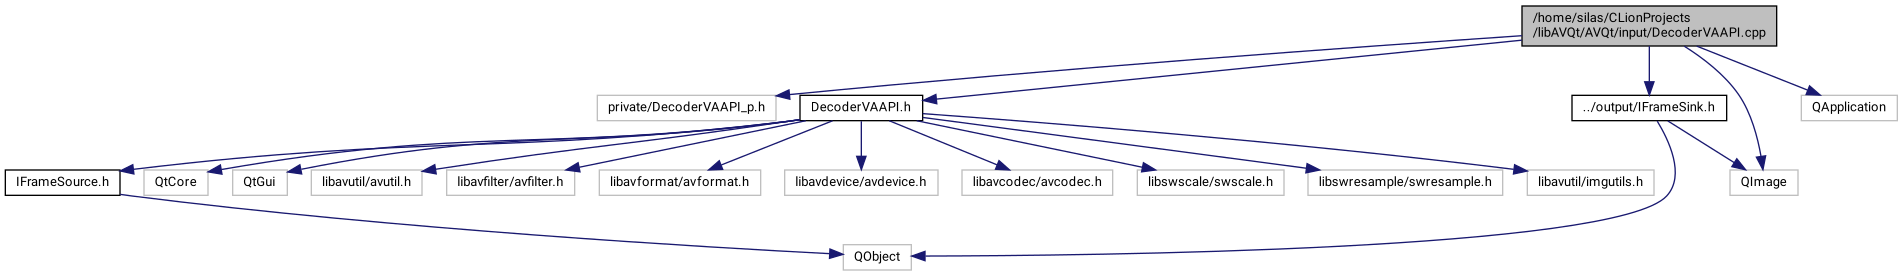 /home/silas/CLionProjects
/libAVQt/AVQt/input/DecoderVAAPI.cpp
private/DecoderVAAPI_p.h
DecoderVAAPI.h
../output/IFrameSink.h
QApplication
IFrameSource.h
QtCore
QtGui
libavutil/avutil.h
libavfilter/avfilter.h
libavformat/avformat.h
libavdevice/avdevice.h
libavcodec/avcodec.h
libswscale/swscale.h
libswresample/swresample.h
libavutil/imgutils.h
QImage
QObject